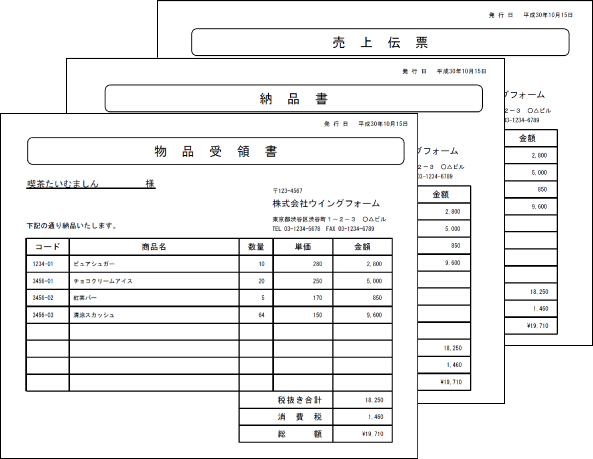 発 行 日 平成30年10月15日
売 上 伝 票
ングフォーム
２－３ ○△ビル
03-1234-6789
金額
2,800
5,000
850
9,600
18,250
1,460
¥19,710
発 行 日 平成30年10月15日
納 品 書
グフォーム
－３ ○△ビル
03-1234-6789
金額
2,800
5,000
850
9,600
18,250
1,460
¥19,710
発 行 日 平成30年10月15日
物 品 受 領 書
喫茶たいむましん 様
〒123-4567
株式会社ウイングフォーム
東京都渋谷区渋谷町１－２－３ ○△ビル
TEL 03-1234-5678 FAX 03-1234-6789
下記の通り納品いたします。
コード 商品名 数量 単価 金額
1234-01 ピュアシュガー 10 280 2,800
3456-01 チョコクリームアイス 20 250 5,000
3456-02 紅茶バー 5 170 850
3456-03 清涼スカッシュ 64 150 9,600
税抜き合計 18,250
消 費 税 1,460
総 額 ¥19,710